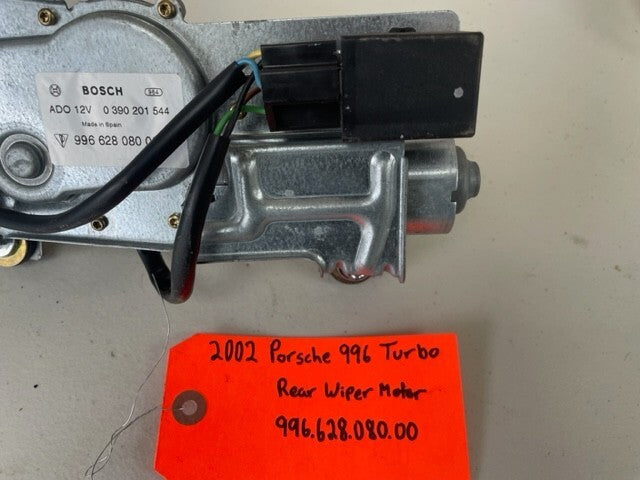 BOSCH 964
ADO 12V 0 390 201 544
Made in Spain
996 628 080 0
2002 Porsche 996 Turbo
Rear Wiper Motor
996.628.080.00